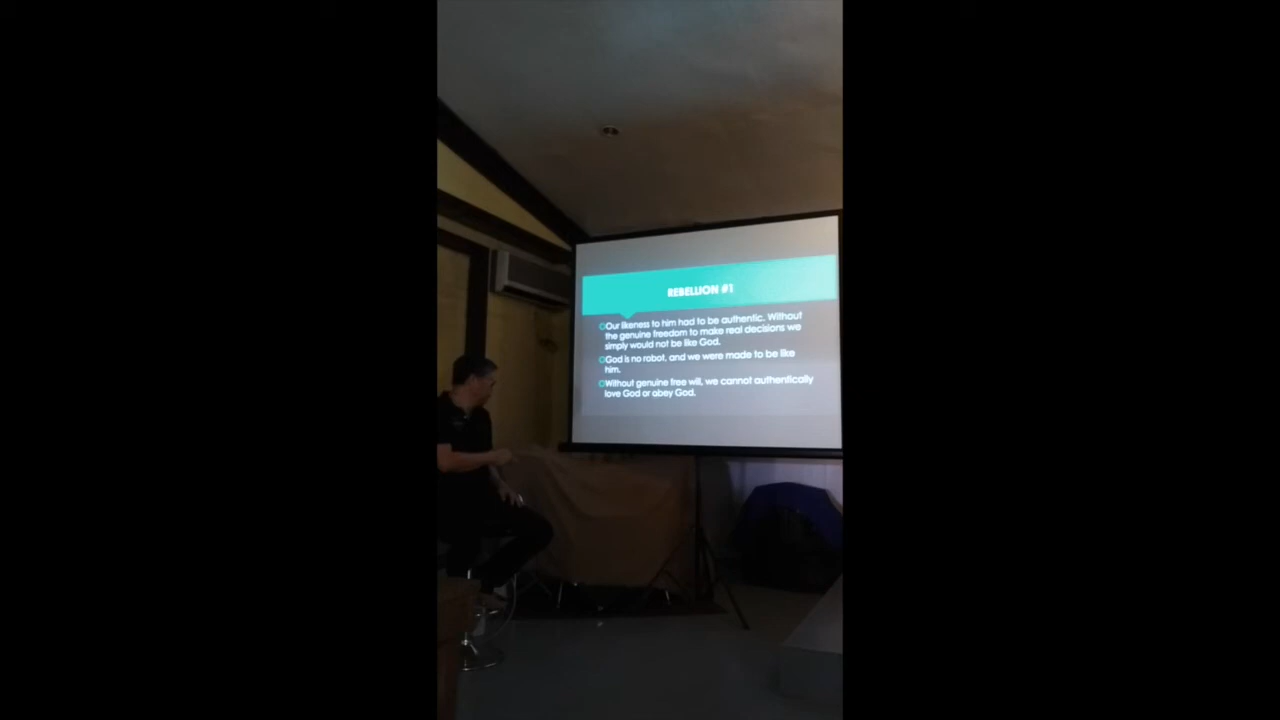 REBELLION #1
Our likeness to him had to be authentic. Without
the genuine freedom to make real decisions we
simply would not be like God.
God is no robot, and we were made to be like
him.
Without genuine free will, we cannot authentically
love God or obey God.